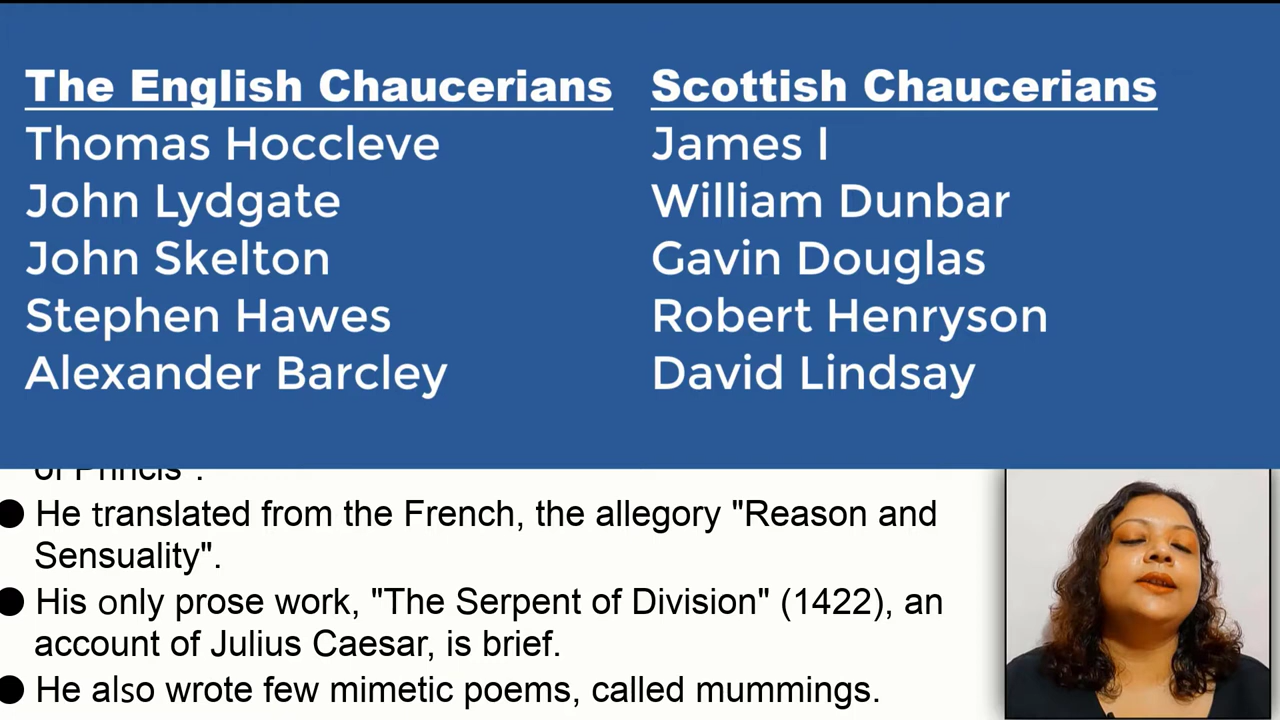 The English Chaucerians
Thomas Hoccleve
John Lydgate
John Skelton
Stephen Hawes
Alexander Barcley
Scottish Chaucerians
James I
William Dunbar
Gavin Douglas
Robert Henryson
David Lindsay
of Princis".
● He translated from the French, the allegory "Reason and
Sensuality".
● His only prose work, "The Serpent of Division" (1422), an
account of Julius Caesar, is brief.
● He also wrote few mimetic poems, called mummings.